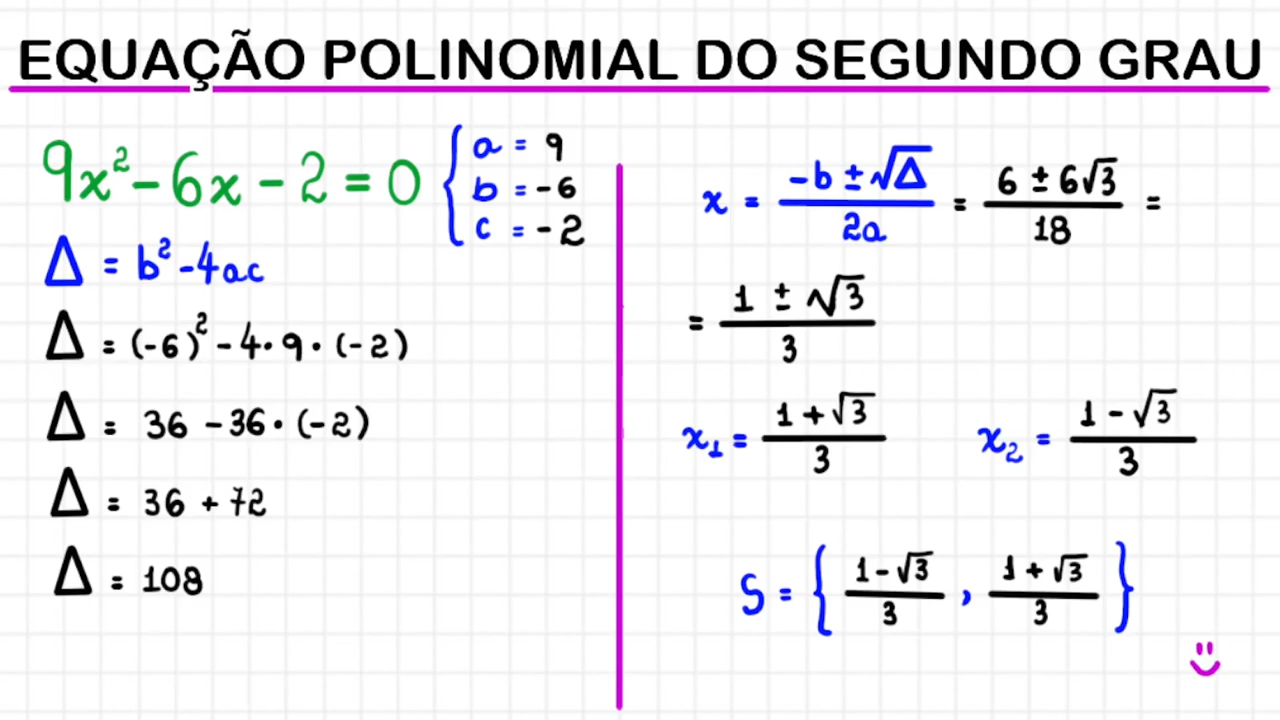 EQUAÇÃO POLINOMIAL DO SEGUNDO GRAU
9x² - 6x - 2 = 0 { a = 9
b = -6
c = -2
Δ = b² - 4ac
Δ = (-6)² - 4 · 9 · (-2)
Δ = 36 - 36 · (-2)
Δ = 36 + 72
Δ = 108
x = (-b ± √Δ)/2a = (6 ± 6√3)/18 =
= (1 ± √3)/3
x₁ = (1 + √3)/3 x₂ = (1 - √3)/3
S = { (1 - √3)/3 , (1 + √3)/3 }